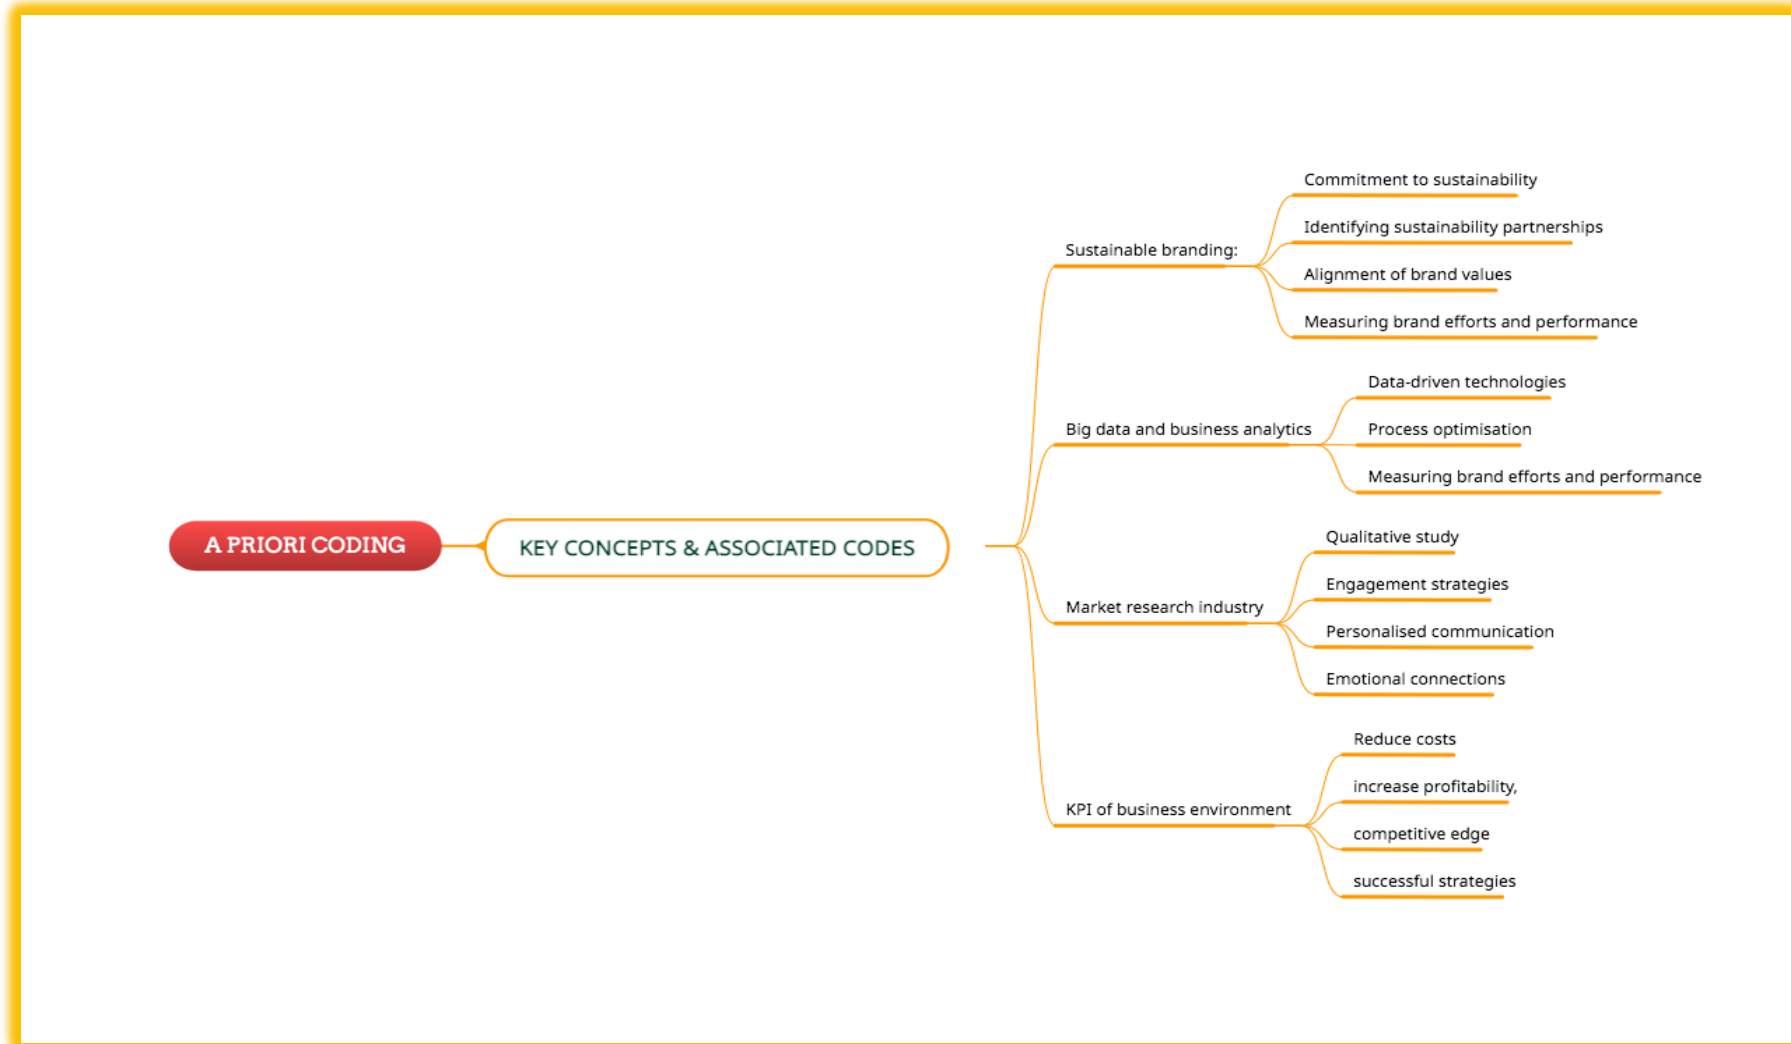 A PRIORI CODING
KEY CONCEPTS & ASSOCIATED CODES
Sustainable branding:
Commitment to sustainability
Identifying sustainability partnerships
Alignment of brand values
Measuring brand efforts and performance
Big data and business analytics
Data-driven technologies
Process optimisation
Measuring brand efforts and performance
Market research industry
Qualitative study
Engagement strategies
Personalised communication
Emotional connections
KPI of business environment
Reduce costs
increase profitability,
competitive edge
successful strategies